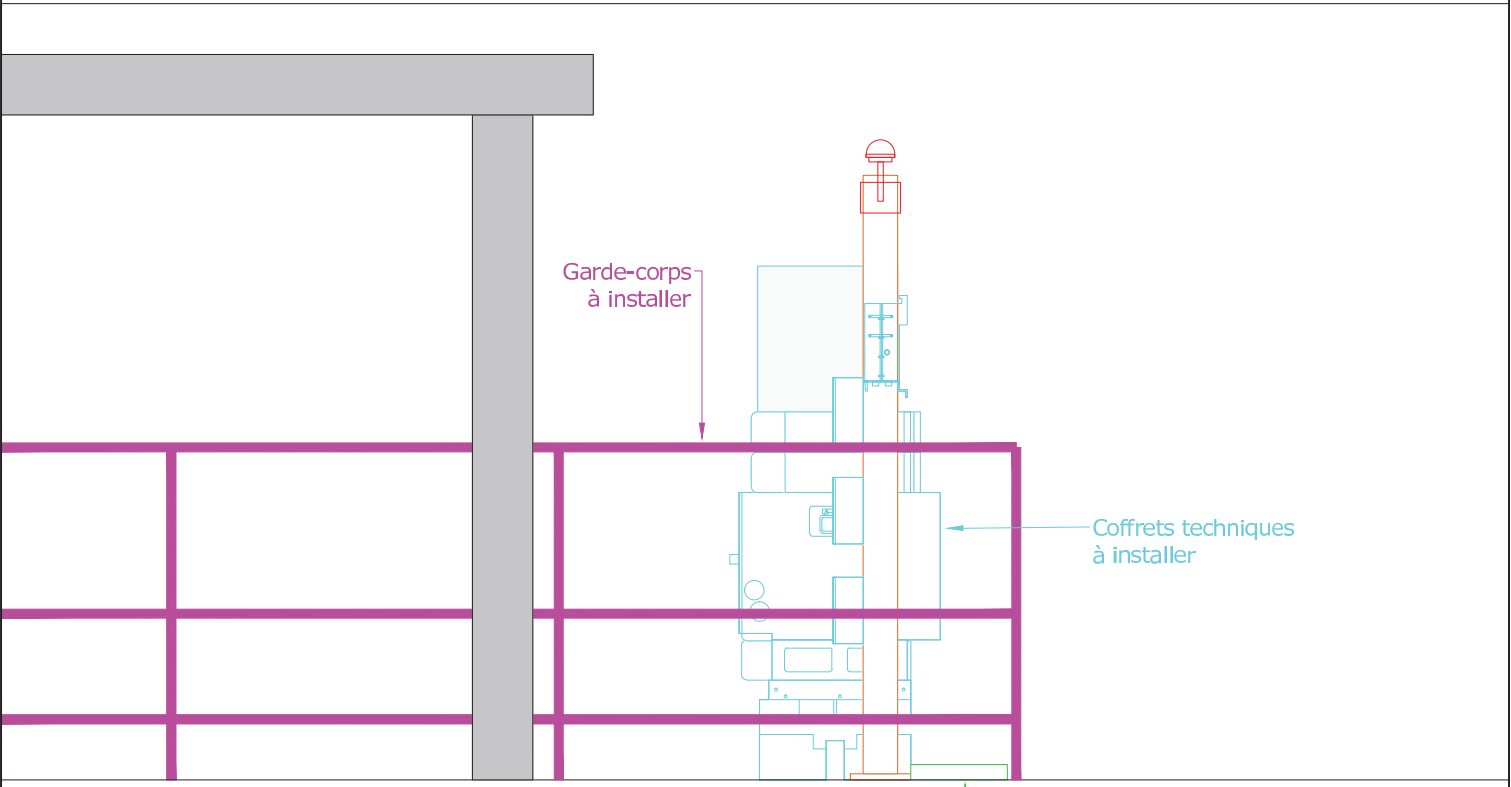 Garde-corps
à installer
Coffrets techniques
à installer